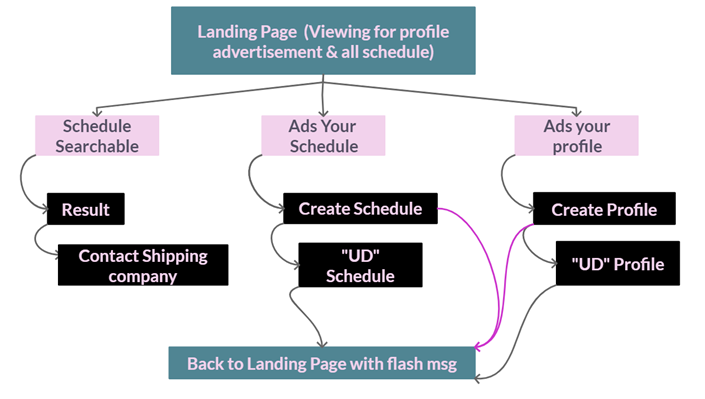 Landing Page (Viewing for profile
advertisement & all schedule)
Schedule
Searchable
Ads Your
Schedule
Ads your
profile
Result
Create Schedule
Create Profile
Contact Shipping
company
"UD"
Schedule
"UD" Profile
Back to Landing Page with flash msg